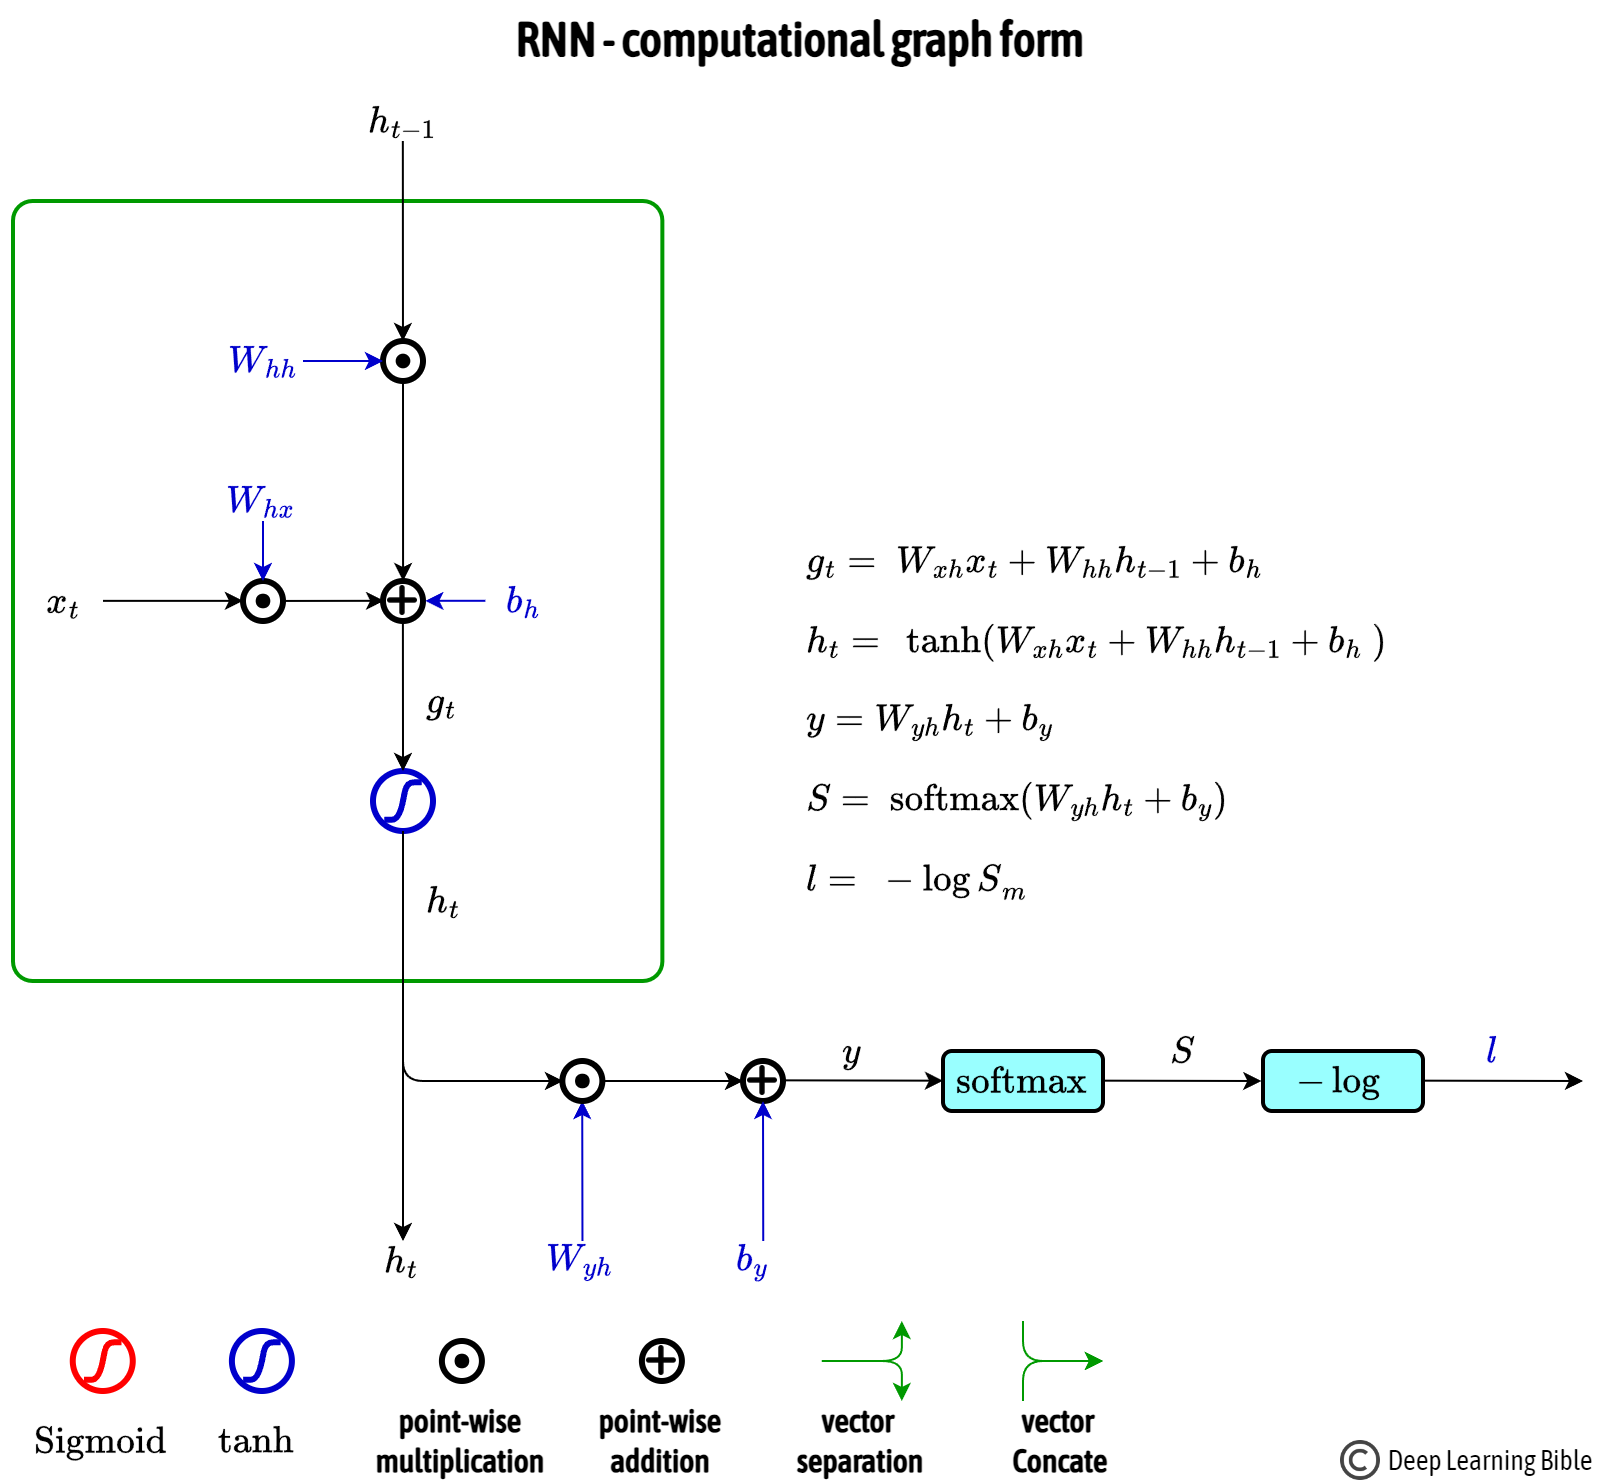 RNN - computational graph form
h_{t-1}
W_{hh}
W_{hx}
x_t
b_h
g_t
h_t
g_t = W_{xh}x_t + W_{hh}h_{t-1} + b_h
h_t = tanh(W_{xh}x_t + W_{hh}h_{t-1} + b_h )
y = W_{yh}h_t + b_y
S = softmax(W_{yh}h_t + b_y)
l = − log S_m
y
softmax
S
− log
l
h_t
W_{yh}
b_y
Sigmoid
tanh
point-wise
multiplication
point-wise
addition
vector
separation
vector
Concate
© Deep Learning Bible